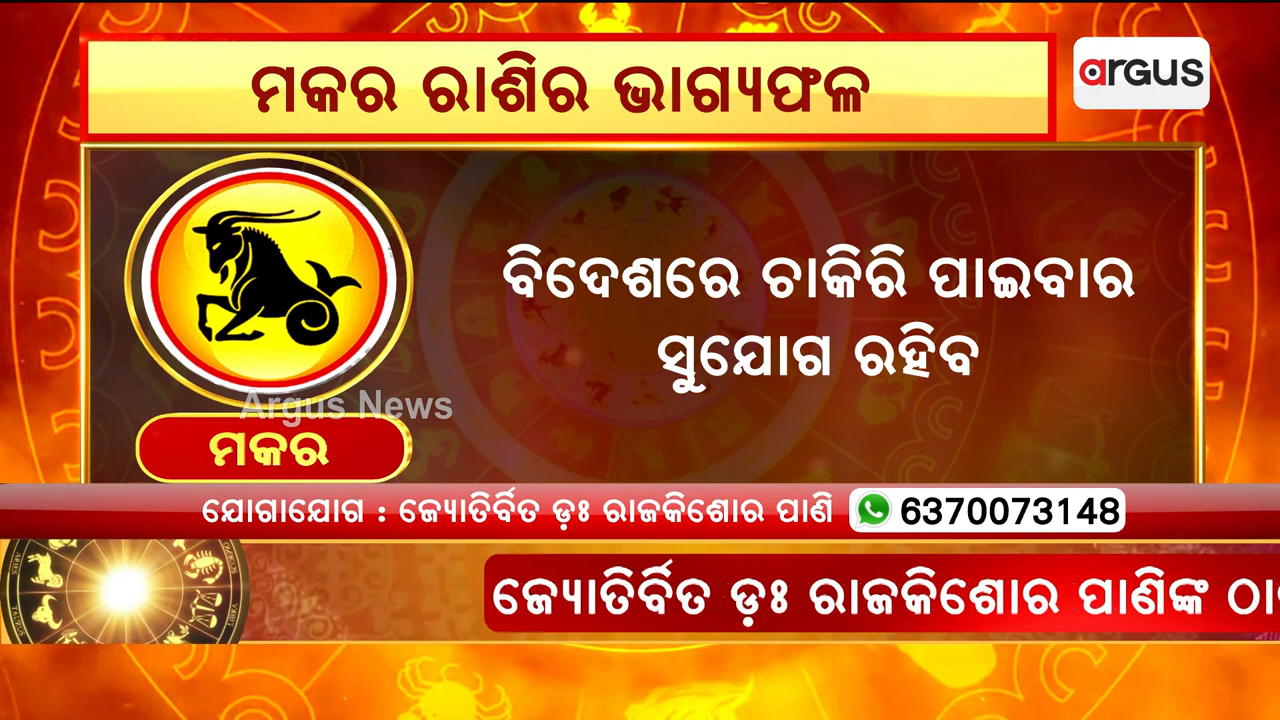 ମକର ରାଶିର ଭାଗ୍ୟଫଳ
argus
ବିଦେଶରେ ଚାକିରି ପାଇବାର
ସୁଯୋଗ ରହିବ
Argus News
ମକର
ଯୋଗାଯୋଗ : ଜ୍ୟୋତିର୍ବିତ ଡ଼ଃ ରାଜକିଶୋର ପାଣି 6370073148
ଜ୍ୟୋତିର୍ବିତ ଡ଼ଃ ରାଜକିଶୋର ପାଣିଙ୍କ